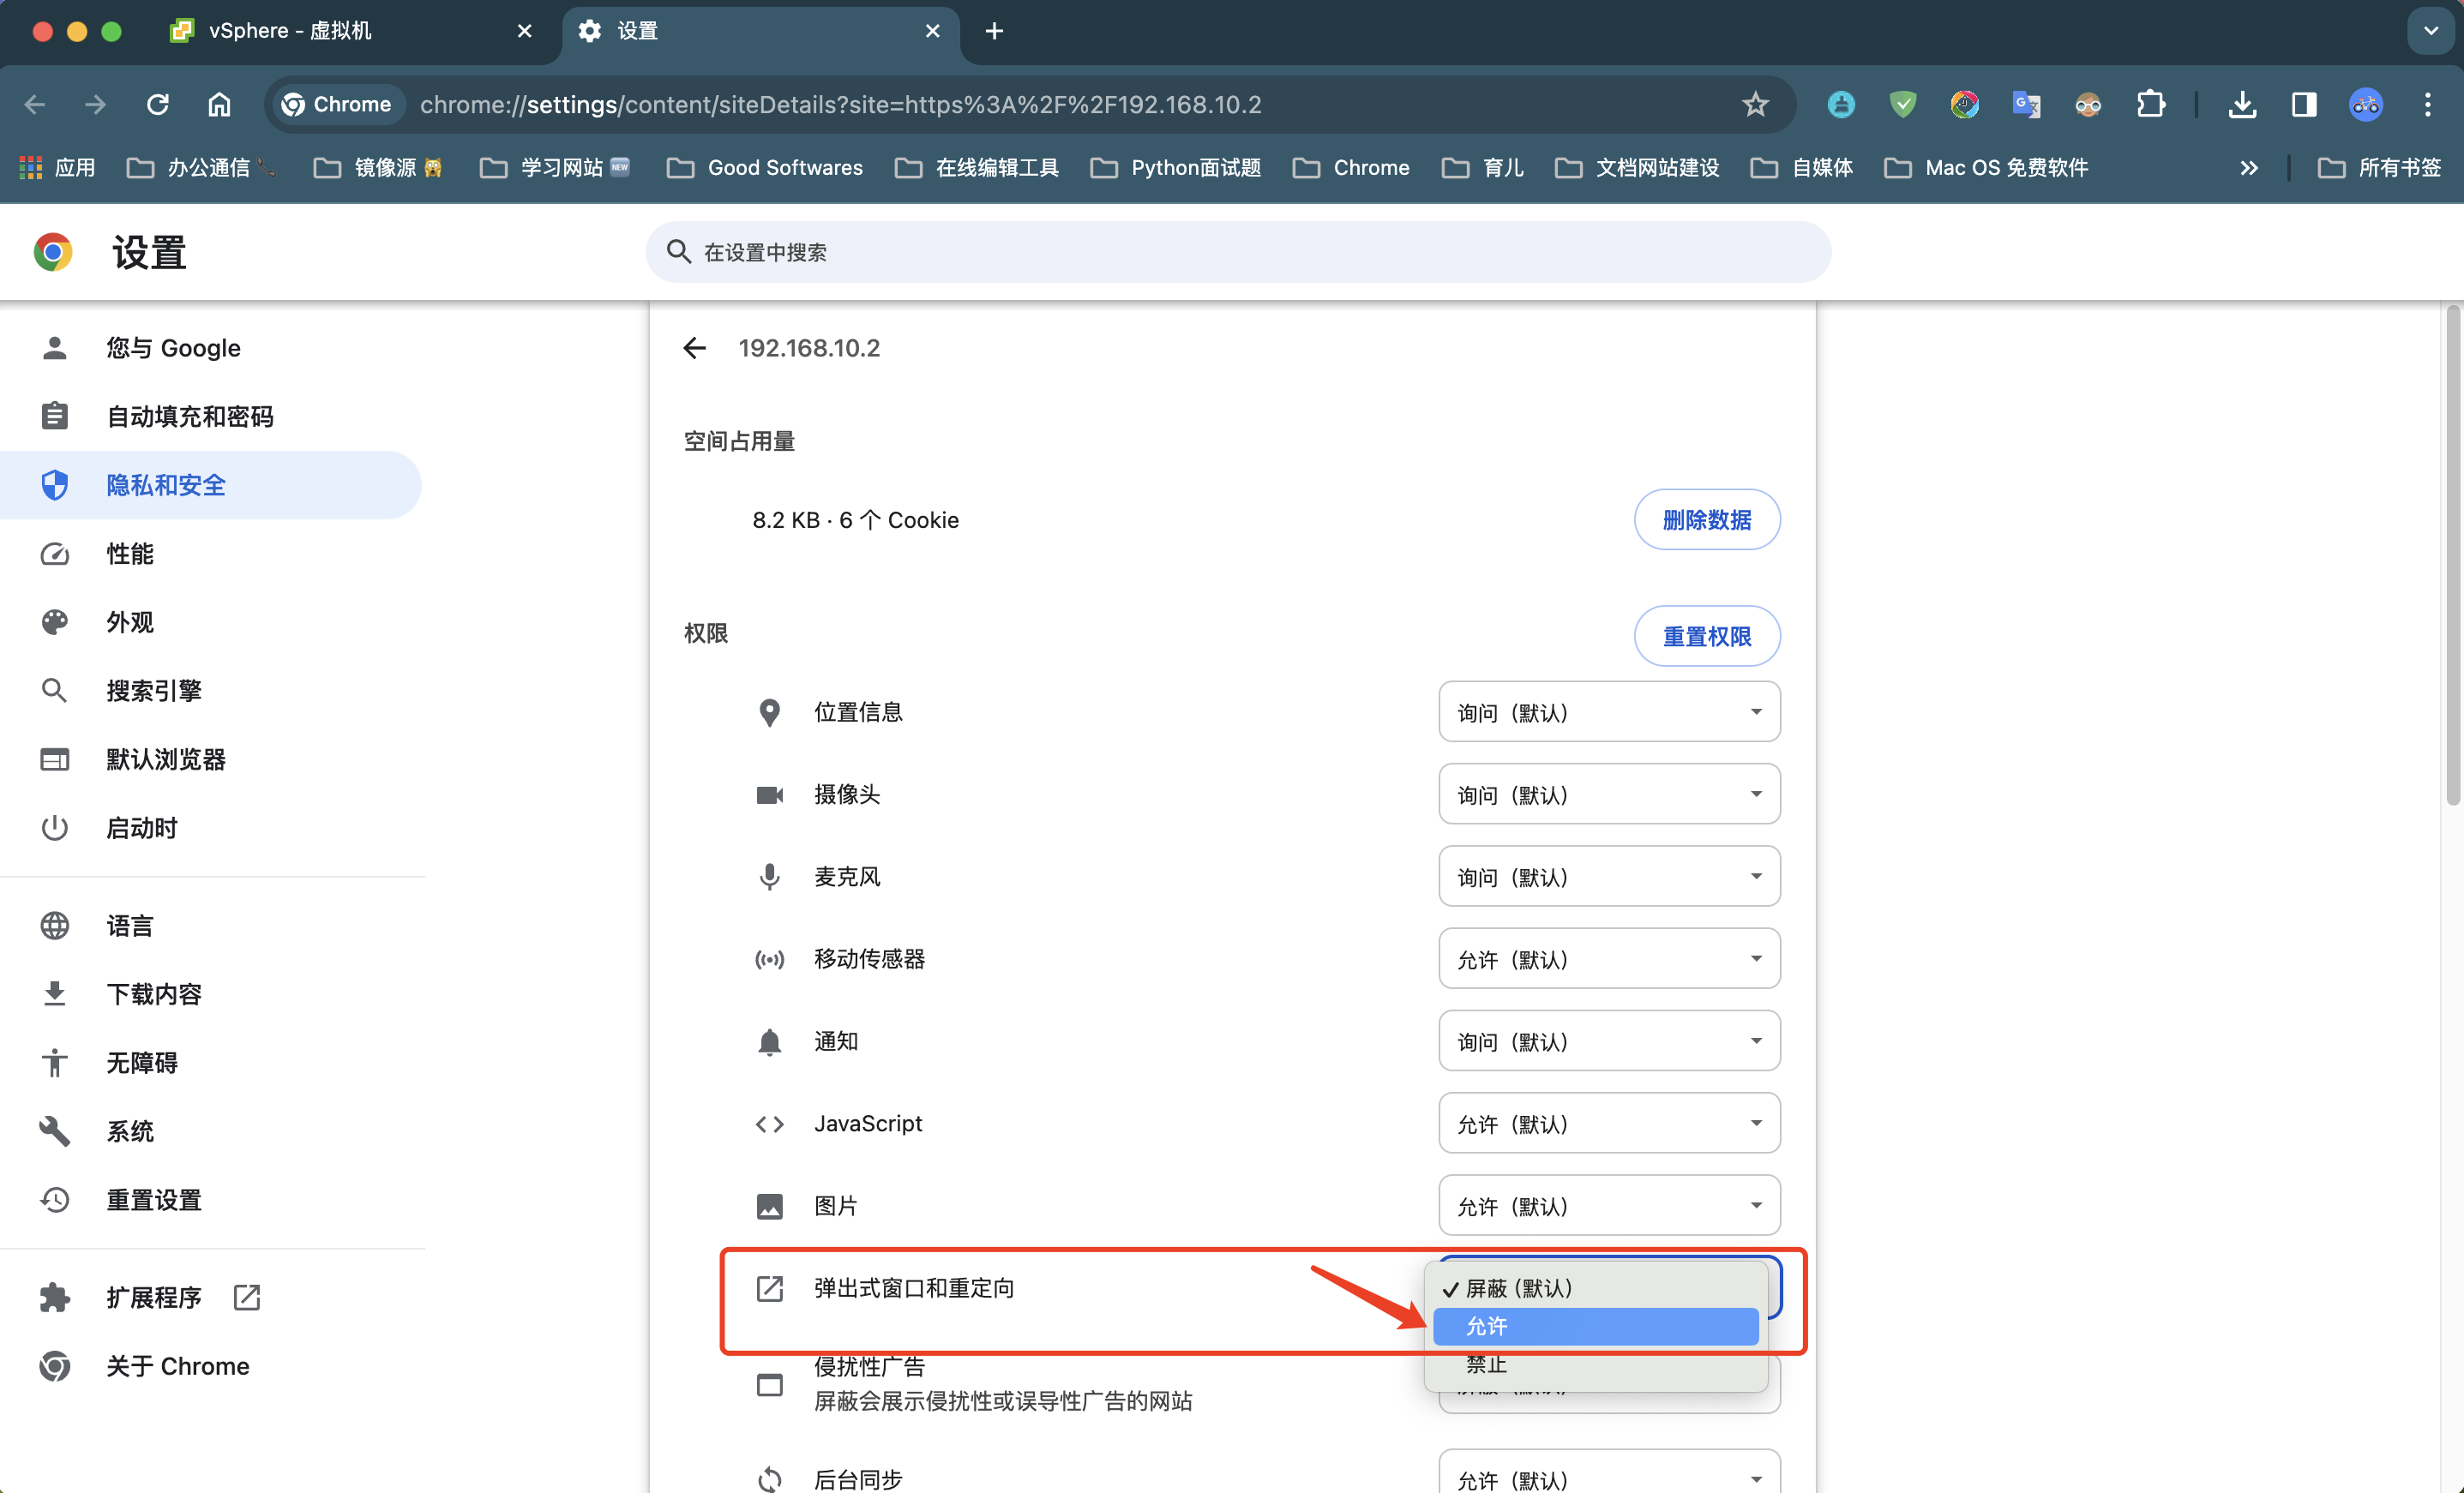 vSphere - 虚拟机
设置
Chrome
chrome://settings/content/siteDetails?site=https%3A%2F%2F192.168.10.2
应用
办公通信
镜像源
学习网站
NEW
Good Softwares
在线编辑工具
Python面试题
Chrome
育儿
文档网站建设
自媒体
Mac OS 免费软件
所有书签
设置
在设置中搜索
您与 Google
自动填充和密码
隐私和安全
性能
外观
搜索引擎
默认浏览器
启动时
语言
下载内容
无障碍
系统
重置设置
扩展程序
关于 Chrome
192.168.10.2
空间占用量
8.2 KB · 6 个 Cookie
删除数据
权限
重置权限
位置信息
询问（默认）
摄像头
询问（默认）
麦克风
询问（默认）
移动传感器
允许（默认）
通知
询问（默认）
JavaScript
允许（默认）
图片
允许（默认）
弹出式窗口和重定向
✓ 屏蔽（默认）
允许
禁止
侵扰性广告
屏蔽会展示侵扰性或误导性广告的网站
后台同步
允许（默认）